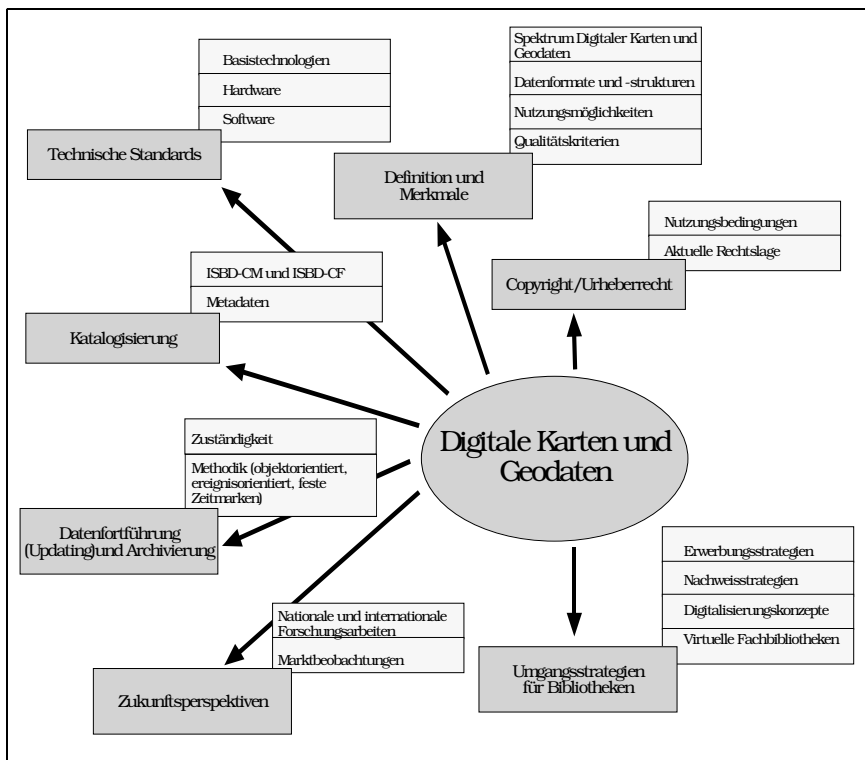 Basistechnologien
Hardware
Software
Technische Standards
Spektrum Digitaler Karten und
Geodaten
Datenformate und -strukturen
Nutzungsmöglichkeiten
Qualitätskriterien
Definition und
Merkmale
Nutzungsbedingungen
Aktuelle Rechtslage
Copyright/Urheberrecht
ISBD-CM und ISBD-CF
Metadaten
Katalogisierung
Digitale Karten und
Geodaten
Zuständigkeit
Methodik (objektorientiert,
ereignisorientiert, feste
Zeitmarken)
Datenfortführung
(Updating)und Archivierung
Erwerbungsstrategien
Nachweisstrategien
Digitalisierungskonzepte
Virtuelle Fachbibliotheken
Umgangsstrategien
für Bibliotheken
Nationale und internationale
Forschungsarbeiten
Marktbeobachtungen
Zukunftsperspektiven